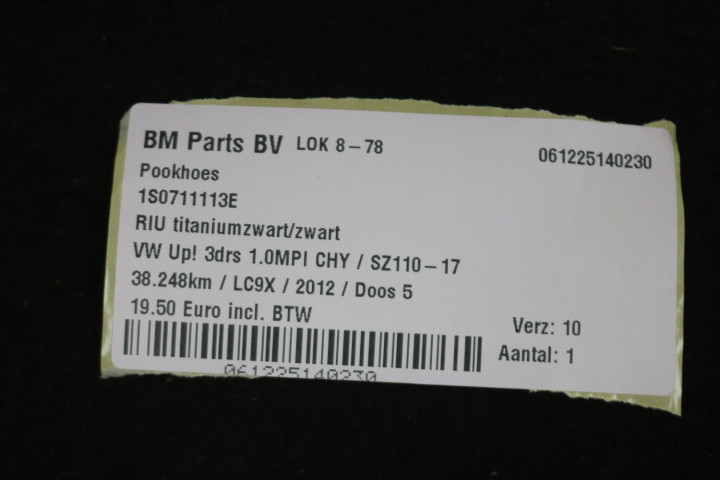 BM Parts BV LOK 8-78 061225140230
Pookhoes
1S0711113E
RIU titaniumzwart/zwart
VW Up! 3drs 1.0MPI CHY / SZ110-17
38.248km / LC9X / 2012 / Doos 5
19.50 Euro incl. BTW
Verz: 10
Aantal: 1
061225140230